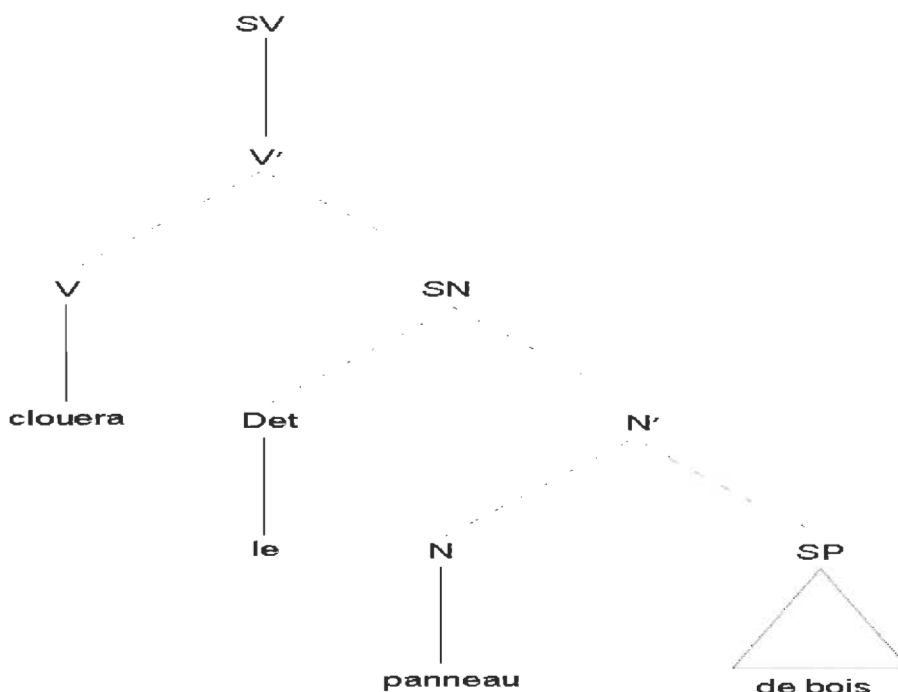 SV
V'
V SN
clouera Det N'
le N SP
panneau de bois